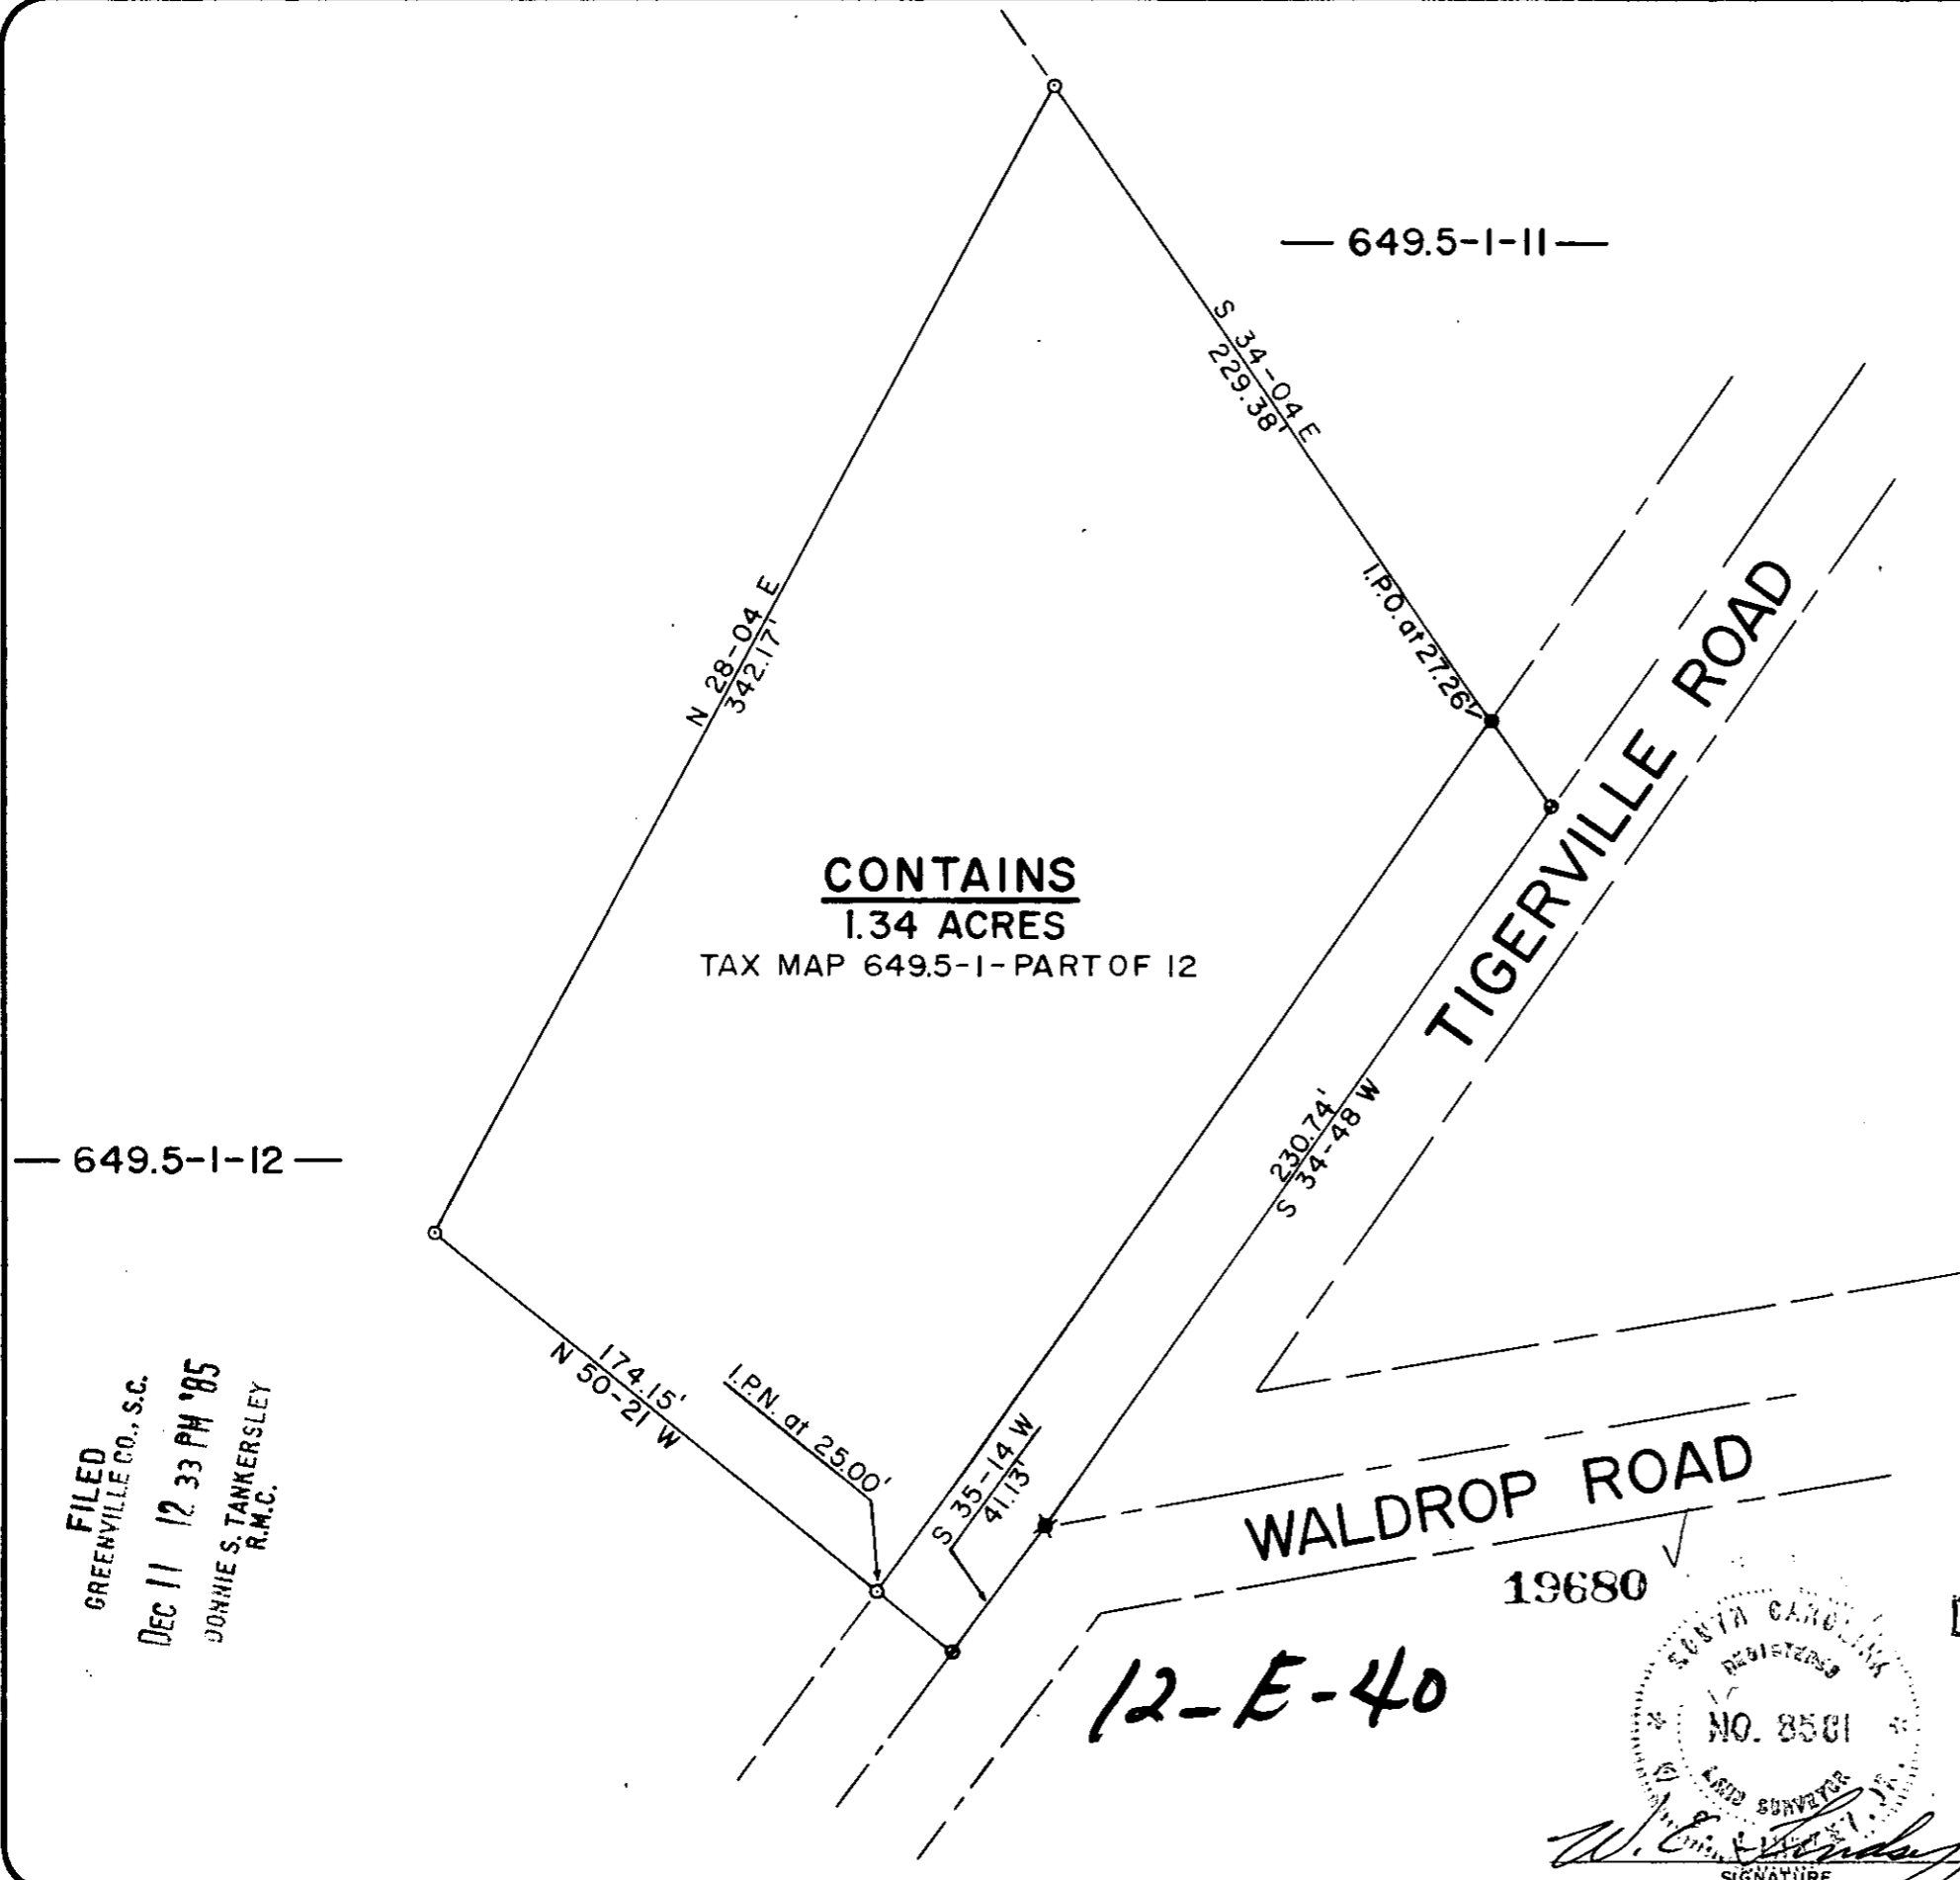 — 649.5-1-11 —
S 34-04 E
229.38'
I.P.O. at 27.26'
N 28-04 E
342.17'
TIGERVILLE ROAD
CONTAINS
1.34 ACRES
TAX MAP 649.5-1-PART OF 12
230.74'
S 34-48 W
— 649.5-1-12 —
174.15'
N 50-21 W
I.P.N. at 25.00'
S 35-14 W
41.13'
FILED
GREENVILLE CO., S.C.
DEC 11 12 33 PM '85
DONNIE S. TANKERSLEY
R.M.C.
WALDROP ROAD
19680
12-E-40
SOUTH CAROLINA
REGISTERED
NO. 8501
LAND SURVEYOR
W. E. Lindsey
SIGNATURE